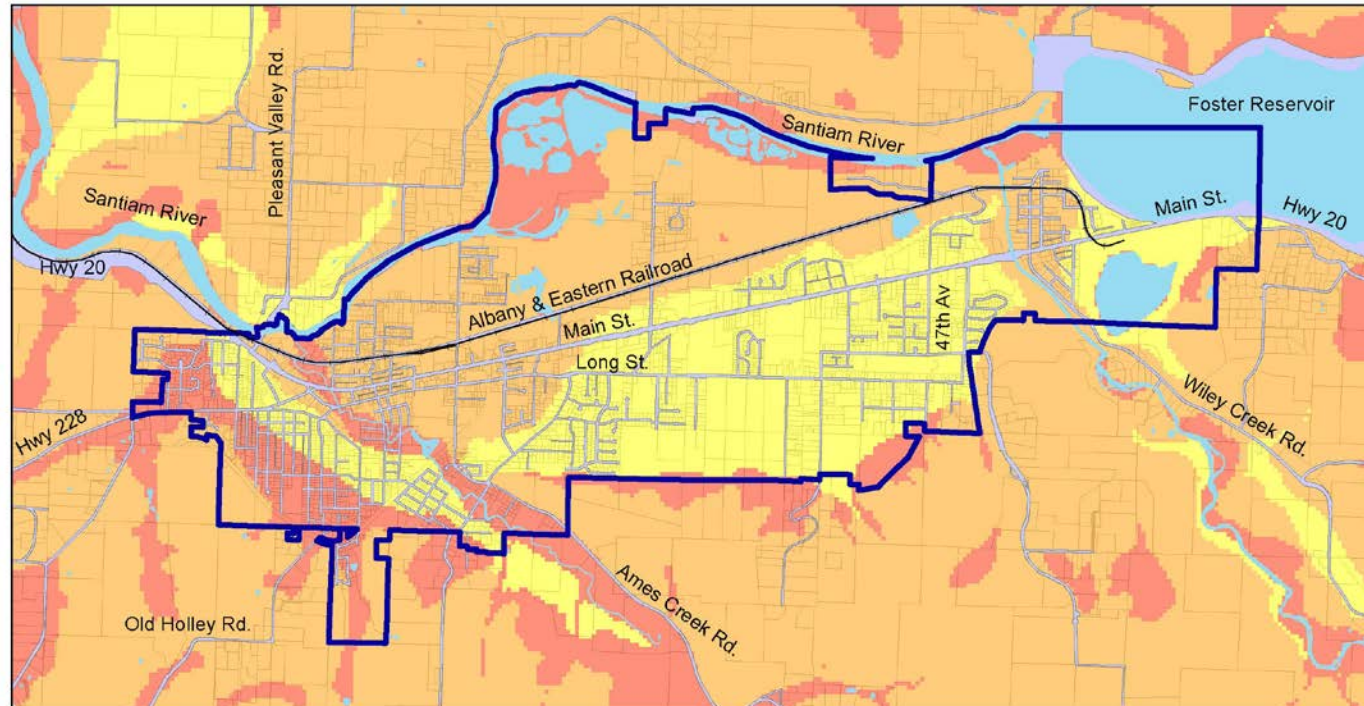 Foster Reservoir
Pleasant Valley Rd.
Santiam River
Santiam River
Main St.
Hwy 20
Hwy 20
Albany & Eastern Railroad
Main St.
47th Av
Long St.
Wiley Creek Rd.
Hwy 228
Ames Creek Rd.
Old Holley Rd.